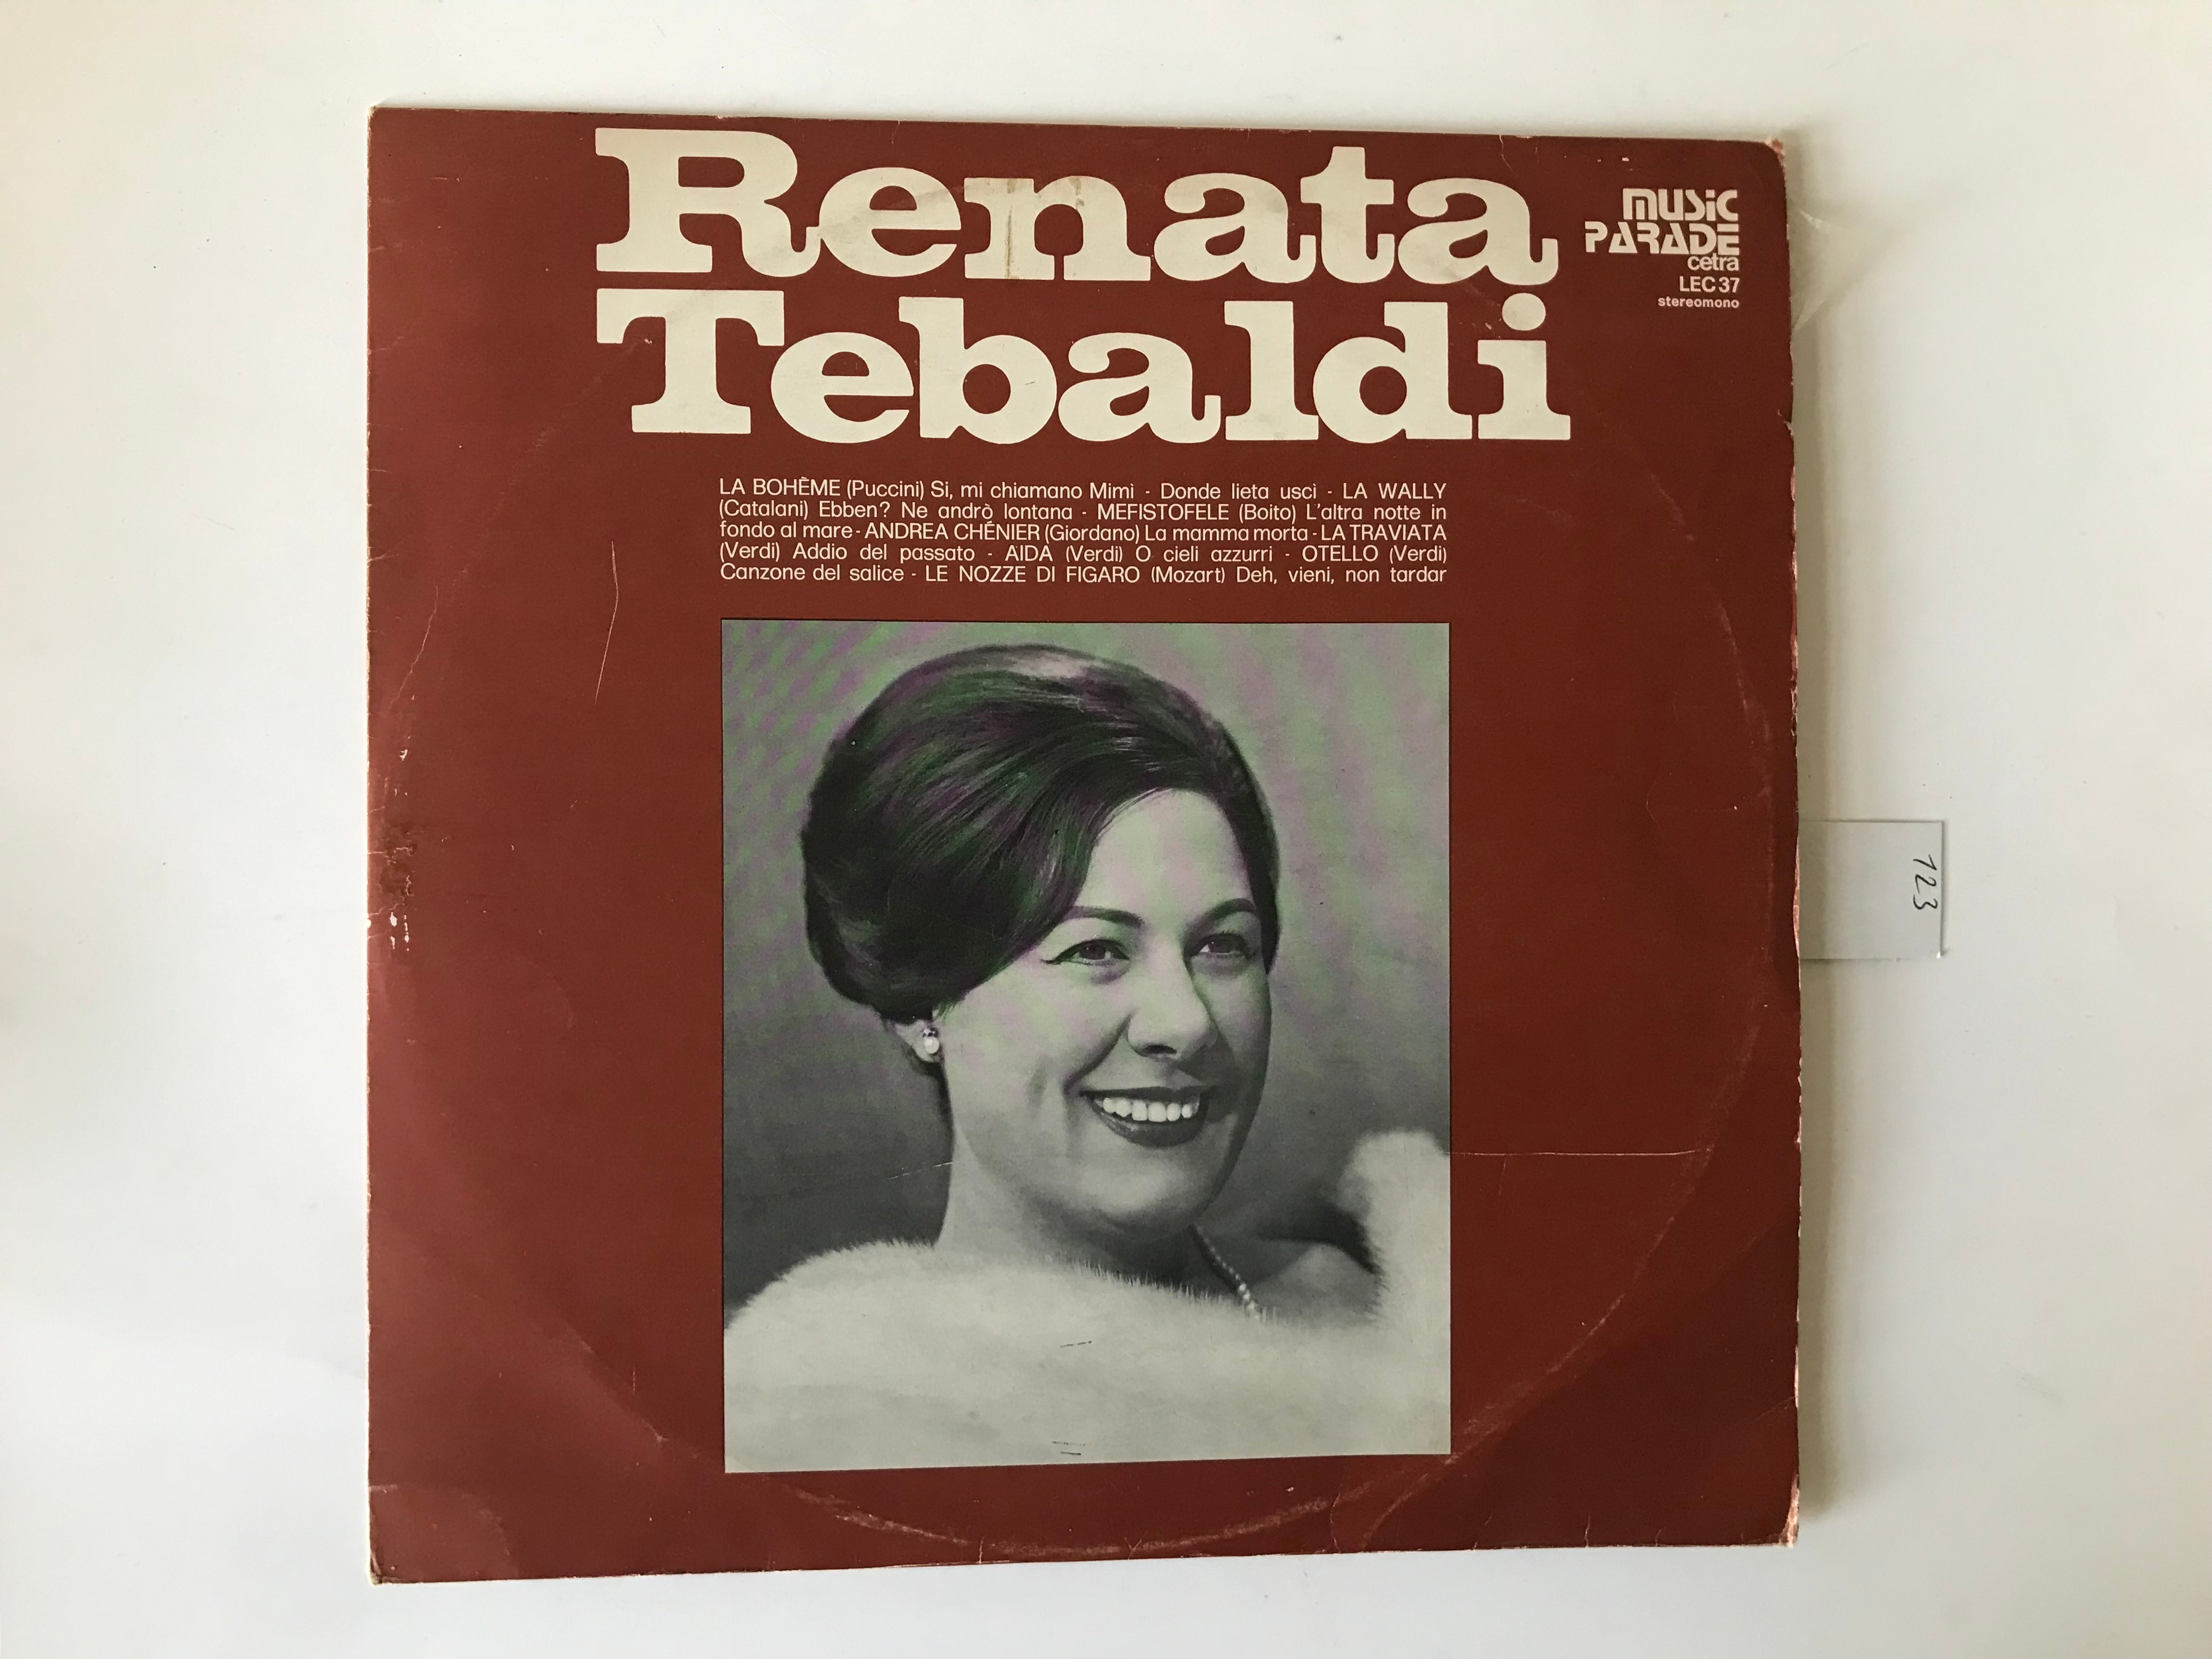 Renata
Tebaldi
MUSiC
PARADE
cetra
LEC 37
stereomono
LA BOHÈME (Puccini) Si, mi chiamano Mimì - Donde lieta uscì - LA WALLY
(Catalani) Ebben? Ne andrò lontana - MEFISTOFELE (Boito) L'altra notte in
fondo al mare - ANDREA CHÉNIER (Giordano) La mamma morta - LA TRAVIATA
(Verdi) Addio del passato - AIDA (Verdi) O cieli azzurri - OTELLO (Verdi)
Canzone del salice - LE NOZZE DI FIGARO (Mozart) Deh, vieni, non tardar
123